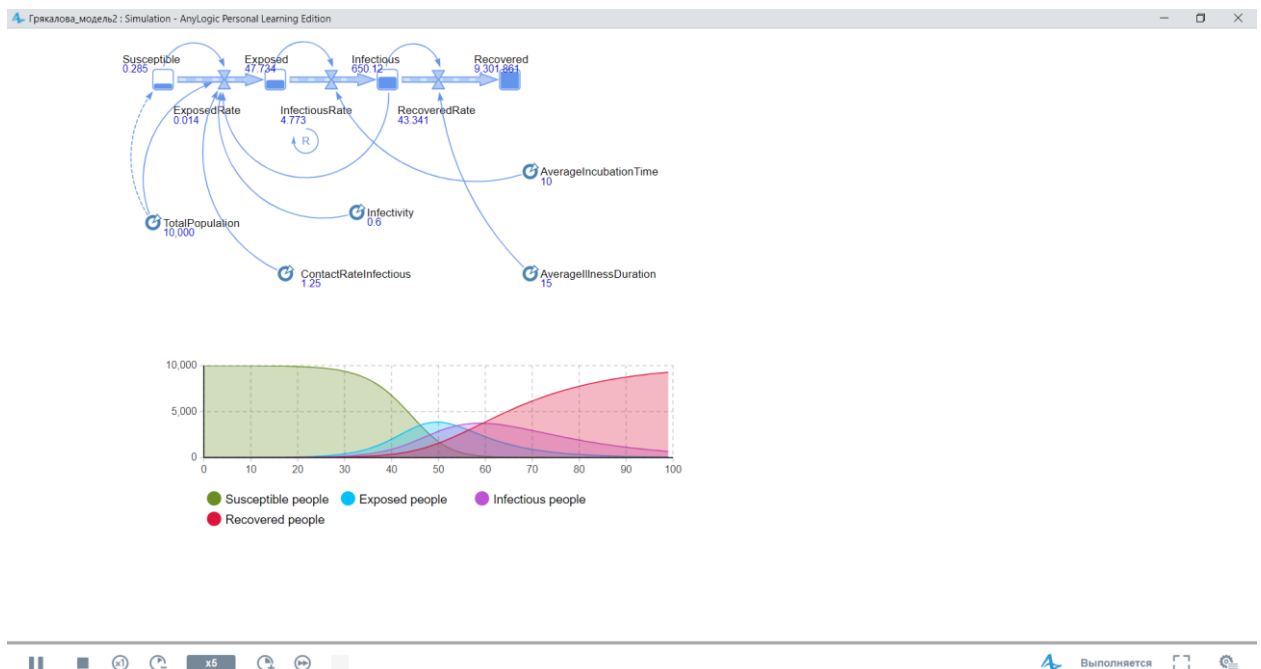 Грякалова_модель2 : Simulation - AnyLogic Personal Learning Edition
Susceptible Exposed Infectious Recovered
0.285 47.734 650.12 9,301.861
ExposedRate InfectiousRate RecoveredRate
0.014 4.773 43.341
R
AverageIncubationTime
10
Infectivity
0.6
TotalPopulation
10,000
ContactRateInfectious
1.25
AverageIllnessDuration
15
10,000
5,000
0
0 10 20 30 40 50 60 70 80 90 100
Susceptible people Exposed people Infectious people
Recovered people
x1 x5 Выполняется